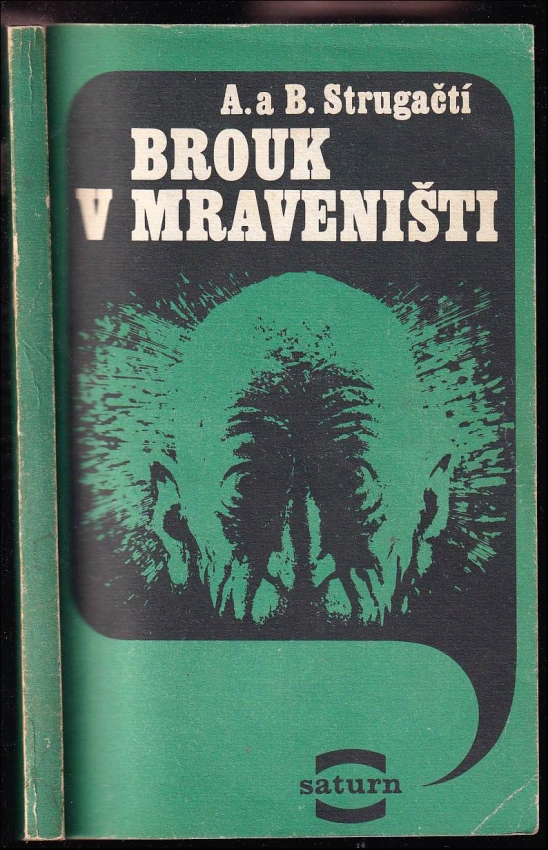 A. a B. Strugačtí
BROUK
V MRAVENIŠTI
saturn